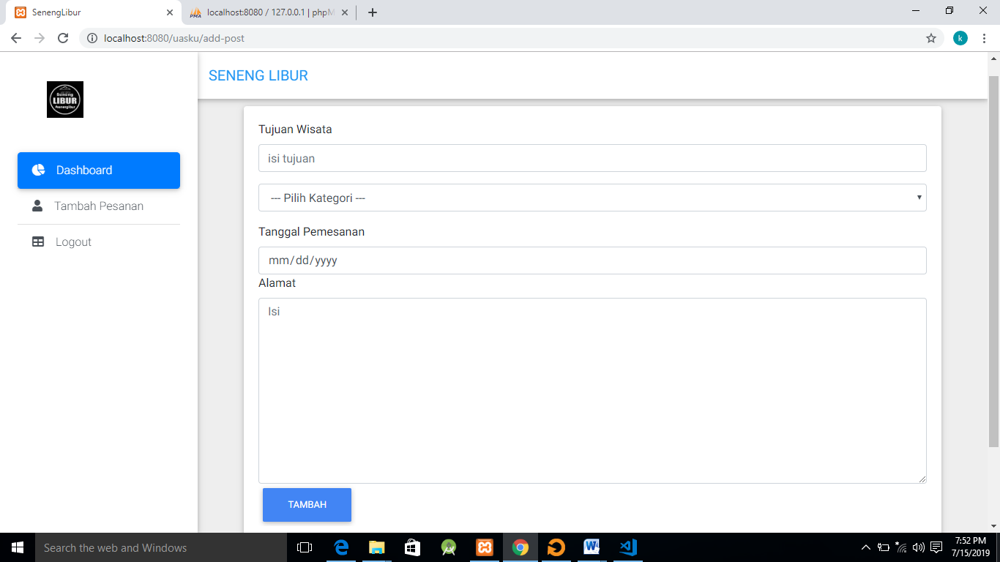 SenengLibur
localhost:8080 / 127.0.0.1 | phpM
localhost:8080/uasku/add-post
k
Seneng
LIBUR
#senenglibur
SENENG LIBUR
Dashboard
Tambah Pesanan
Logout
Tujuan Wisata
isi tujuan
--- Pilih Kategori ---
Tanggal Pemesanan
mm/dd/yyyy
Alamat
Isi
TAMBAH
Search the web and Windows
7:52 PM
7/15/2019